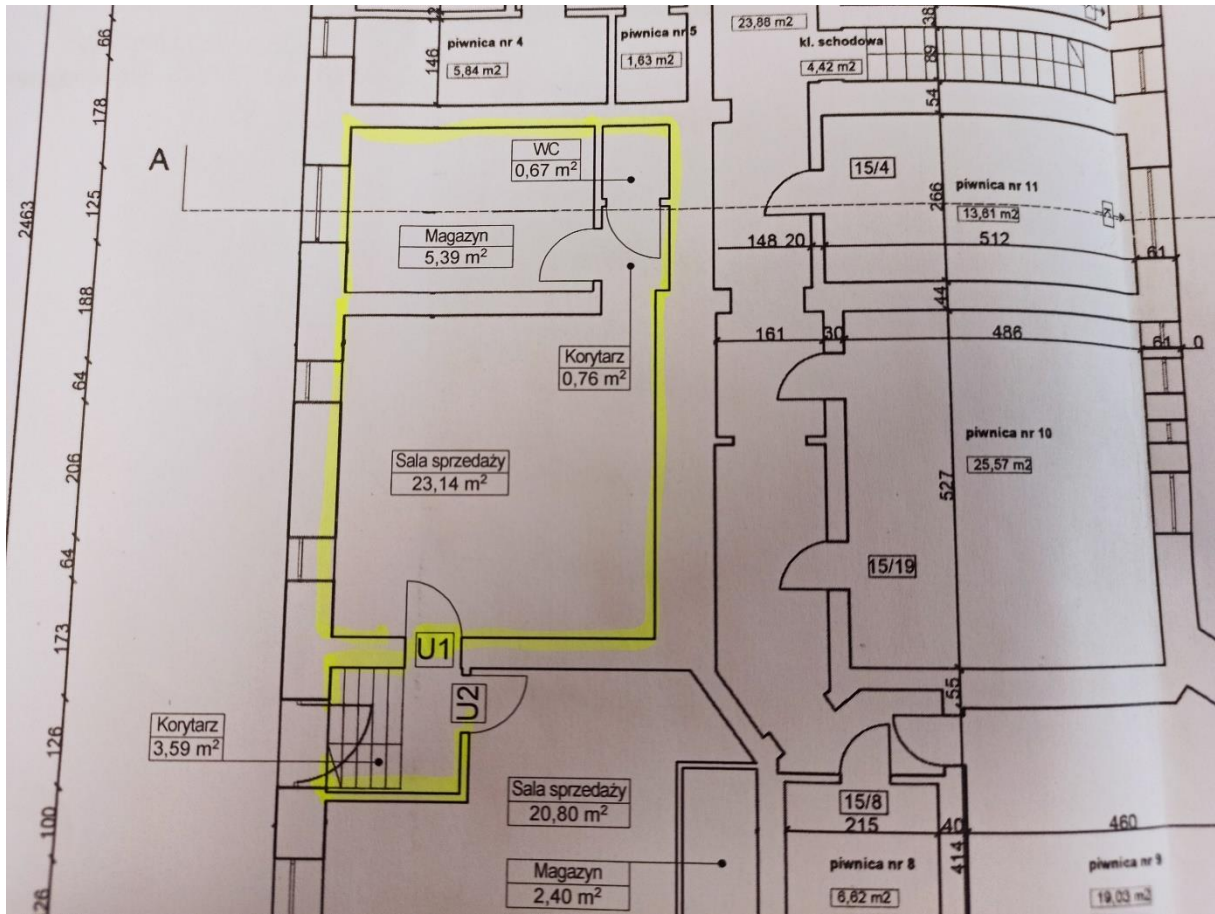 piwnica nr 4
5,84 m2
piwnica nr 5
1,63 m2
23,88 m2
kl. schodowa
4,42 m2
12
146
38
89
54
66
178
125
188
64
206
64
173
126
100
26
2463
A
WC
0,67 m²
Magazyn
5,39 m²
Korytarz
0,76 m²
Sala sprzedaży
23,14 m²
U1
U2
Korytarz
3,59 m²
Sala sprzedaży
20,80 m²
Magazyn
2,40 m²
15/4
piwnica nr 11
13,61 m2
266
148 20
512
61
44
161
30
486
61
0
piwnica nr 10
25,57 m2
527
15/19
55
15/8
215
40
460
414
piwnica nr 8
6,62 m2
piwnica nr 9
19,03 m2